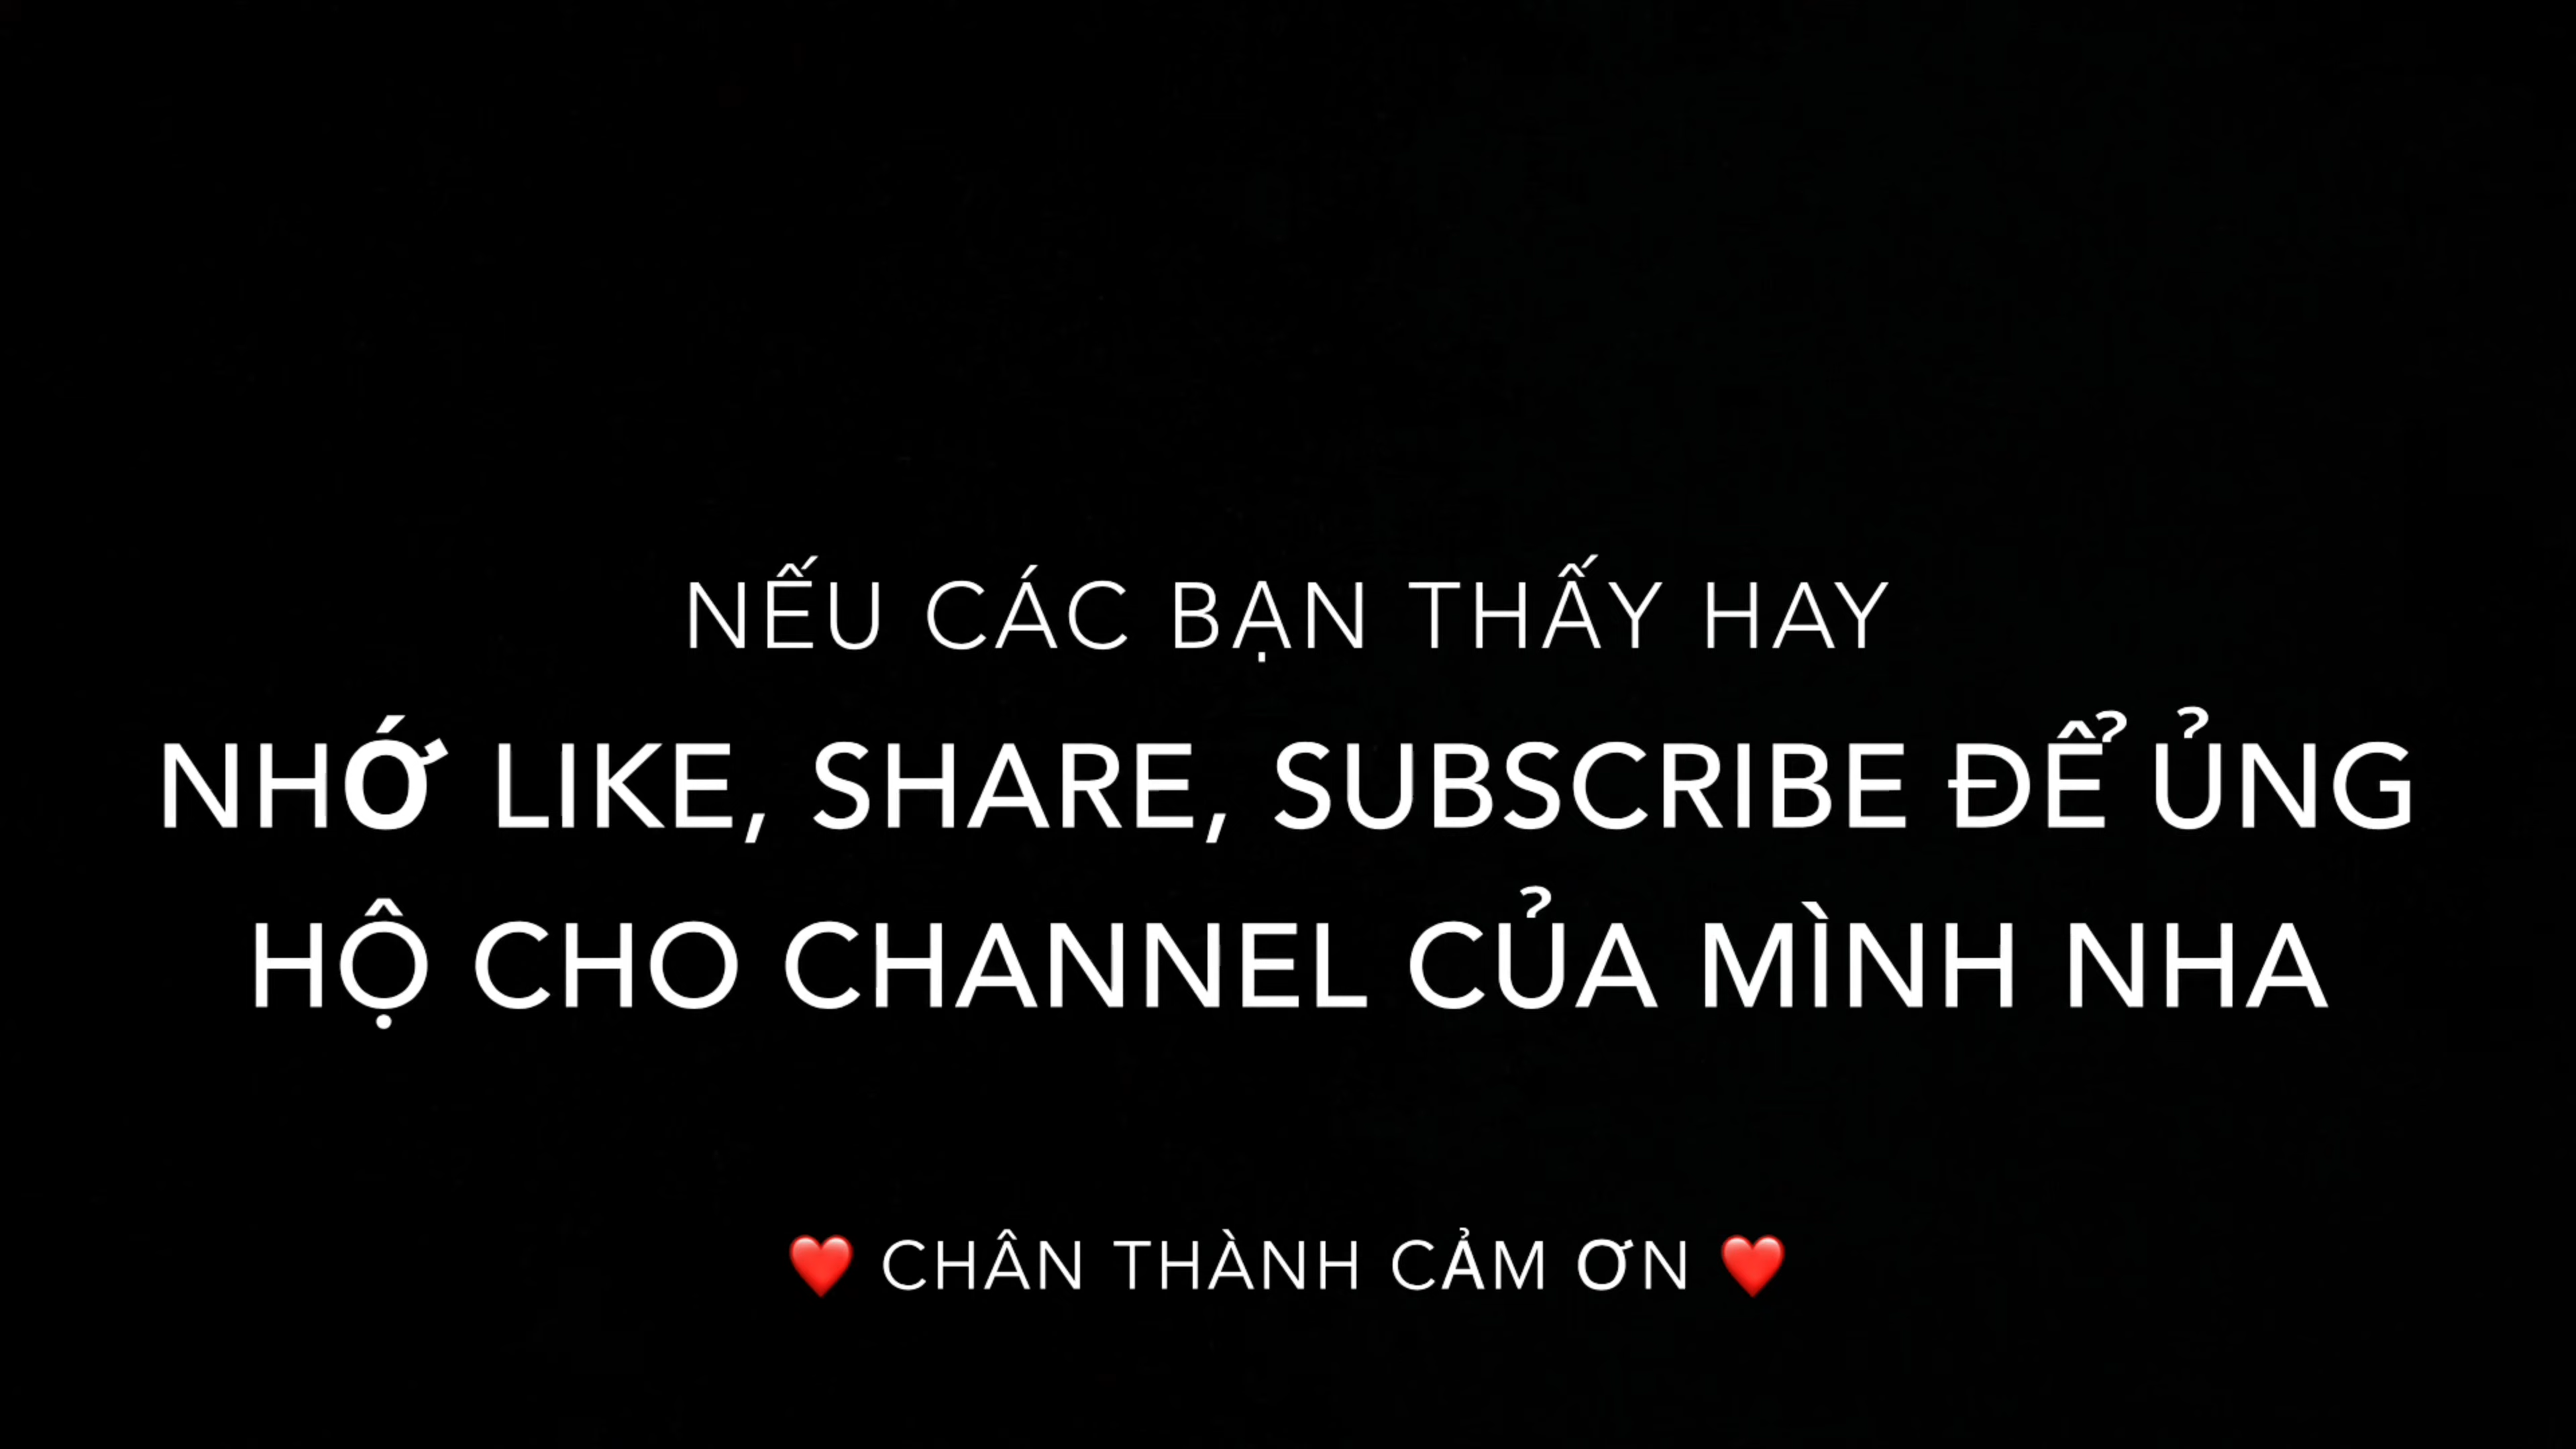 NẾU CÁC BẠN THẤY HAY
NHỚ LIKE, SHARE, SUBSCRIBE ĐỂ ỦNG
HỘ CHO CHANNEL CỦA MÌNH NHA
❤️ CHÂN THÀNH CẢM ƠN ❤️